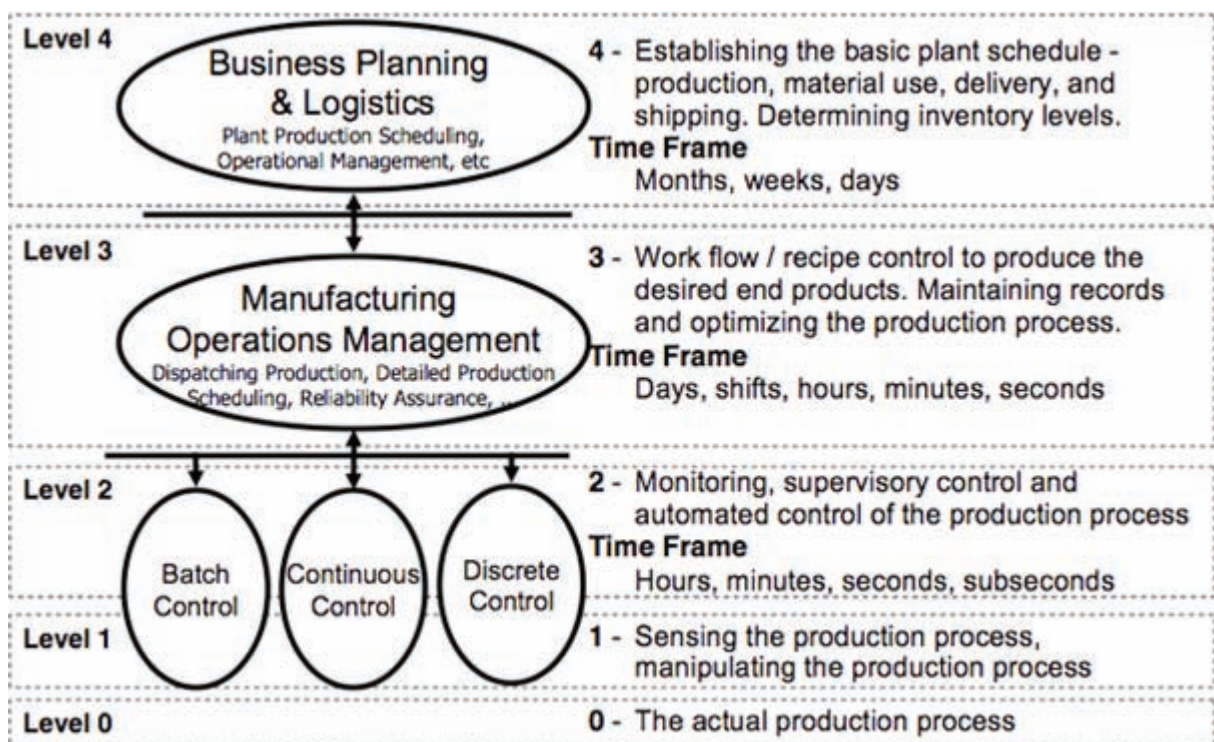 Level 4
Business Planning
& Logistics
Plant Production Scheduling,
Operational Management, etc
4 - Establishing the basic plant schedule -
production, material use, delivery, and
shipping. Determining inventory levels.
Time Frame
Months, weeks, days
Level 3
Manufacturing
Operations Management
Dispatching Production, Detailed Production
Scheduling, Reliability Assurance, ...
3 - Work flow / recipe control to produce the
desired end products. Maintaining records
and optimizing the production process.
Time Frame
Days, shifts, hours, minutes, seconds
Level 2
Batch
Control
Continuous
Control
Discrete
Control
2 - Monitoring, supervisory control and
automated control of the production process
Time Frame
Hours, minutes, seconds, subseconds
Level 1
1 - Sensing the production process,
manipulating the production process
Level 0
0 - The actual production process